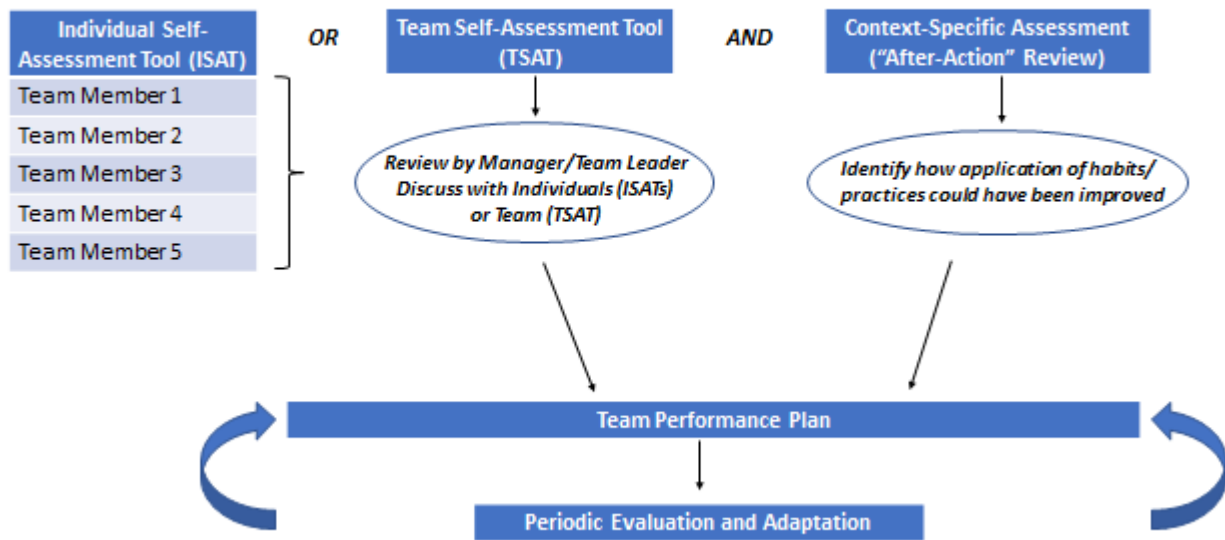 Individual Self-
Assessment Tool (ISAT)
OR
Team Self-Assessment Tool
(TSAT)
AND
Context-Specific Assessment
(“After-Action” Review)
Team Member 1
Team Member 2
Team Member 3
Team Member 4
Team Member 5
Review by Manager/Team Leader
Discuss with Individuals (ISATs)
or Team (TSAT)
Identify how application of habits/
practices could have been improved
Team Performance Plan
Periodic Evaluation and Adaptation